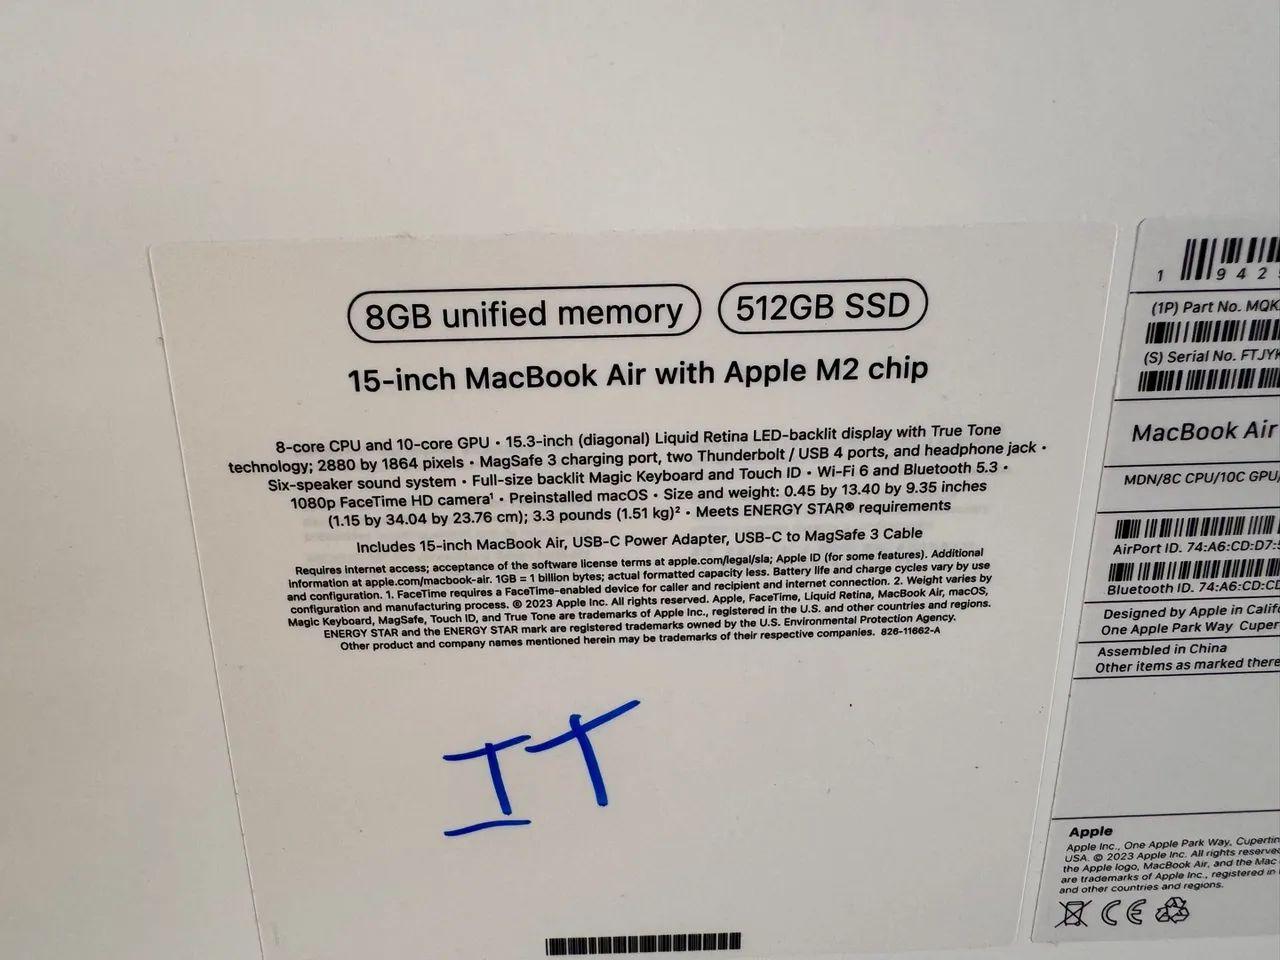 8GB unified memory 512GB SSD
15-inch MacBook Air with Apple M2 chip
8-core CPU and 10-core GPU • 15.3-inch (diagonal) Liquid Retina LED-backlit display with True Tone
technology; 2880 by 1864 pixels • MagSafe 3 charging port, two Thunderbolt / USB 4 ports, and headphone jack •
Six-speaker sound system • Full-size backlit Magic Keyboard and Touch ID • Wi-Fi 6 and Bluetooth 5.3 •
1080p FaceTime HD camera¹ • Preinstalled macOS • Size and weight: 0.45 by 13.40 by 9.35 inches
(1.15 by 34.04 by 23.76 cm); 3.3 pounds (1.51 kg)² • Meets ENERGY STAR® requirements
Includes 15-inch MacBook Air, USB-C Power Adapter, USB-C to MagSafe 3 Cable
Requires internet access; acceptance of the software license terms at apple.com/legal/sla; Apple ID (for some features). Additional
information at apple.com/macbook-air. 1GB = 1 billion bytes; actual formatted capacity less. Battery life and charge cycles vary by use
and configuration. 1. FaceTime requires a FaceTime-enabled device for caller and recipient and internet connection. 2. Weight varies by
configuration and manufacturing process. © 2023 Apple Inc. All rights reserved. Apple, FaceTime, Liquid Retina, MacBook Air, macOS,
Magic Keyboard, MagSafe, Touch ID, and True Tone are trademarks of Apple Inc., registered in the U.S. and other countries and regions.
ENERGY STAR and the ENERGY STAR mark are registered trademarks owned by the U.S. Environmental Protection Agency.
Other product and company names mentioned herein may be trademarks of their respective companies. 826-11662-A
IT
1 942
(1P) Part No. MQK
(S) Serial No. FTJY
MacBook Air
MDN/8C CPU/10C GPU/
AirPort ID. 74:A6:CD:D7:
Bluetooth ID. 74:A6:CD:
Designed by Apple in
One Apple Park Way
Assembled in China
Other items as marked
Apple
Apple Inc., One Apple Park Way,
USA. © 2023 Apple Inc. All rights
the Apple logo, MacBook Air, and the Mac
are trademarks of Apple Inc., registered in
and other countries and regions.
CE